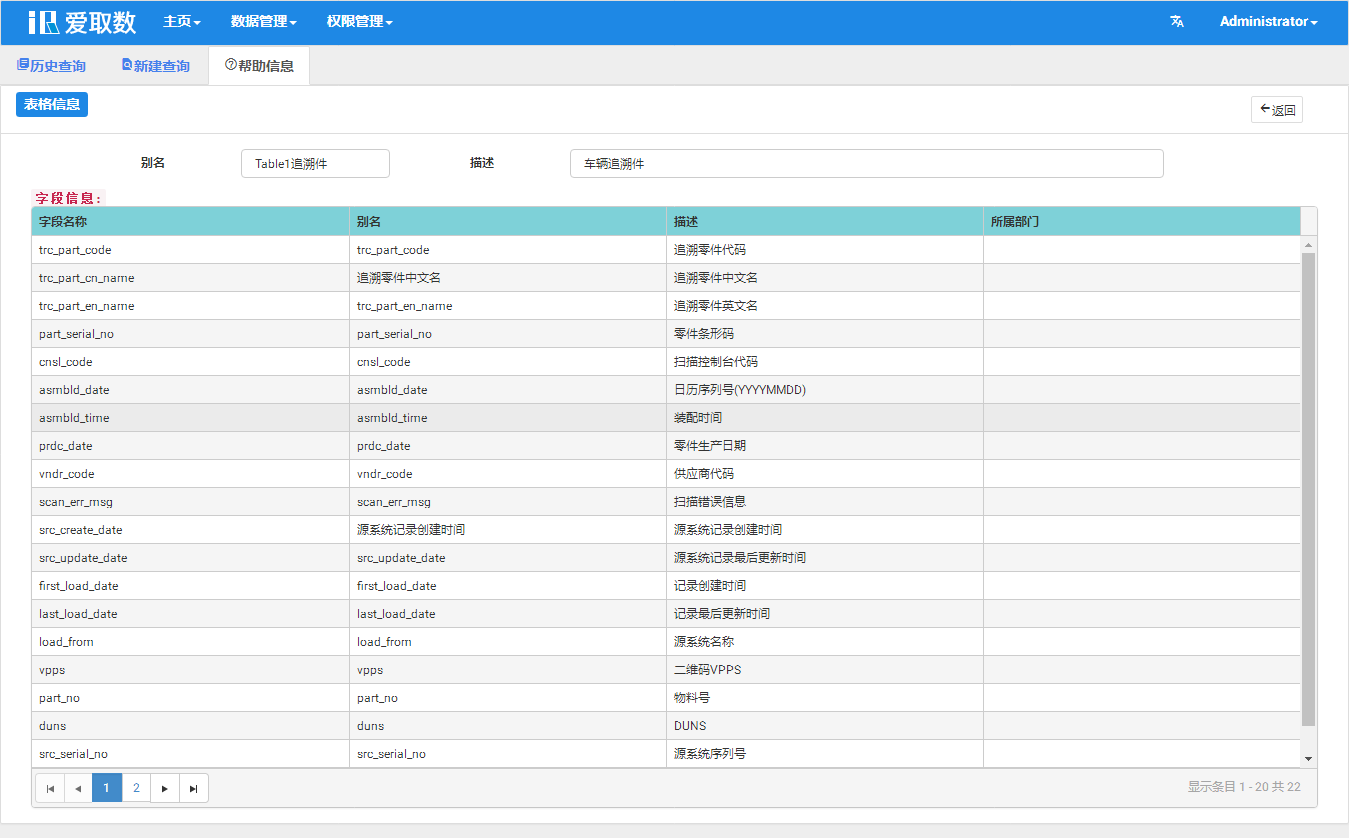 iR 爱取数 主页 数据管理 权限管理 Administrator
历史查询 新建查询 帮助信息
表格信息 返回
别名 Table1追溯件 描述 车辆追溯件
字段信息：
字段名称 别名 描述 所属部门
trc_part_code trc_part_code 追溯零件代码
trc_part_cn_name 追溯零件中文名 追溯零件中文名
trc_part_en_name trc_part_en_name 追溯零件英文名
part_serial_no part_serial_no 零件条形码
cnsl_code cnsl_code 扫描控制台代码
asmbld_date asmbld_date 日历序列号(YYYYMMDD)
asmbld_time asmbld_time 装配时间
prdc_date prdc_date 零件生产日期
vndr_code vndr_code 供应商代码
scan_err_msg scan_err_msg 扫描错误信息
src_create_date 源系统记录创建时间 源系统记录创建时间
src_update_date src_update_date 源系统记录最后更新时间
first_load_date first_load_date 记录创建时间
last_load_date last_load_date 记录最后更新时间
load_from load_from 源系统名称
vpps vpps 二维码VPPS
part_no part_no 物料号
duns duns DUNS
src_serial_no src_serial_no 源系统序列号
1 2 显示条目 1 - 20 共 22